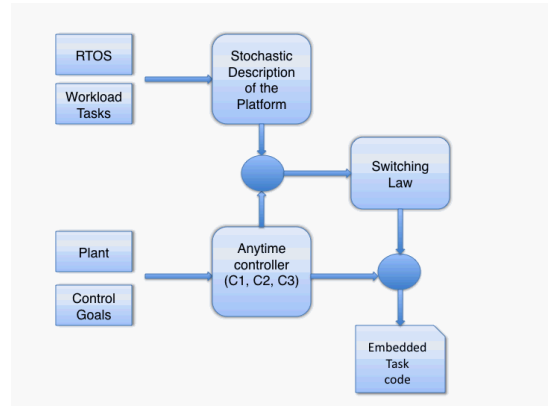 RTOS
Workload
Tasks
Stochastic
Description
of the
Platform
Switching
Law
Plant
Control
Goals
Anytime
controller
(C1, C2, C3)
Embedded
Task
code